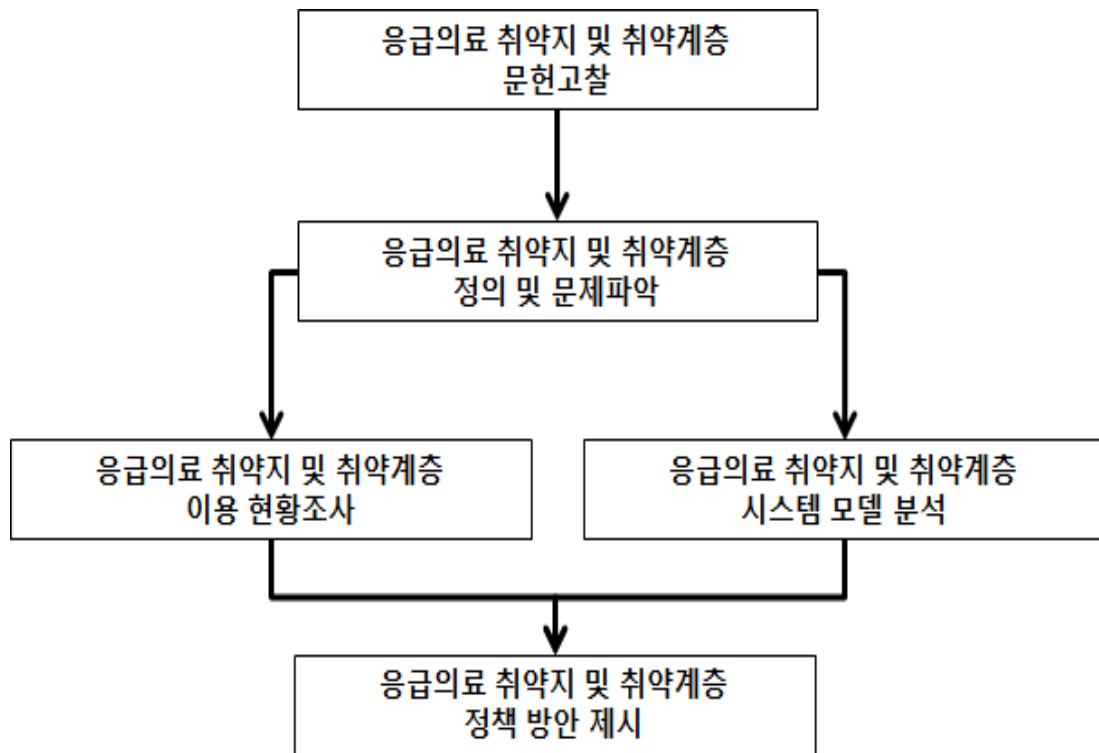 응급의료 취약지 및 취약계층
문헌고찰
응급의료 취약지 및 취약계층
정의 및 문제파악
응급의료 취약지 및 취약계층
이용 현황조사
응급의료 취약지 및 취약계층
시스템 모델 분석
응급의료 취약지 및 취약계층
정책 방안 제시